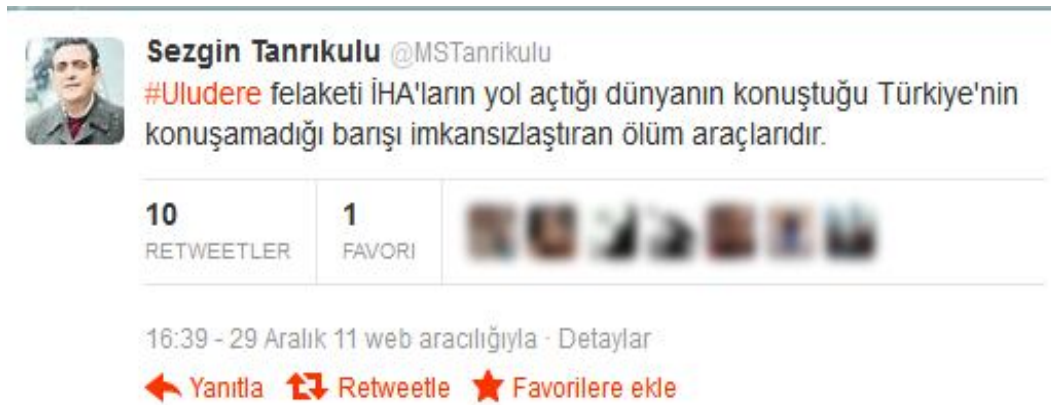 Sezgin Tanrıkulu @MSTanrikulu
#Uludere felaketi İHA'ların yol açtığı dünyanın konuştuğu Türkiye'nin
konuşamadığı barışı imkansızlaştıran ölüm araçlarıdır.
10
RETWEETLER
1
FAVORI
16:39 - 29 Aralık 11 web aracılığıyla · Detaylar
Yanıtla Retweetle Favorilere ekle